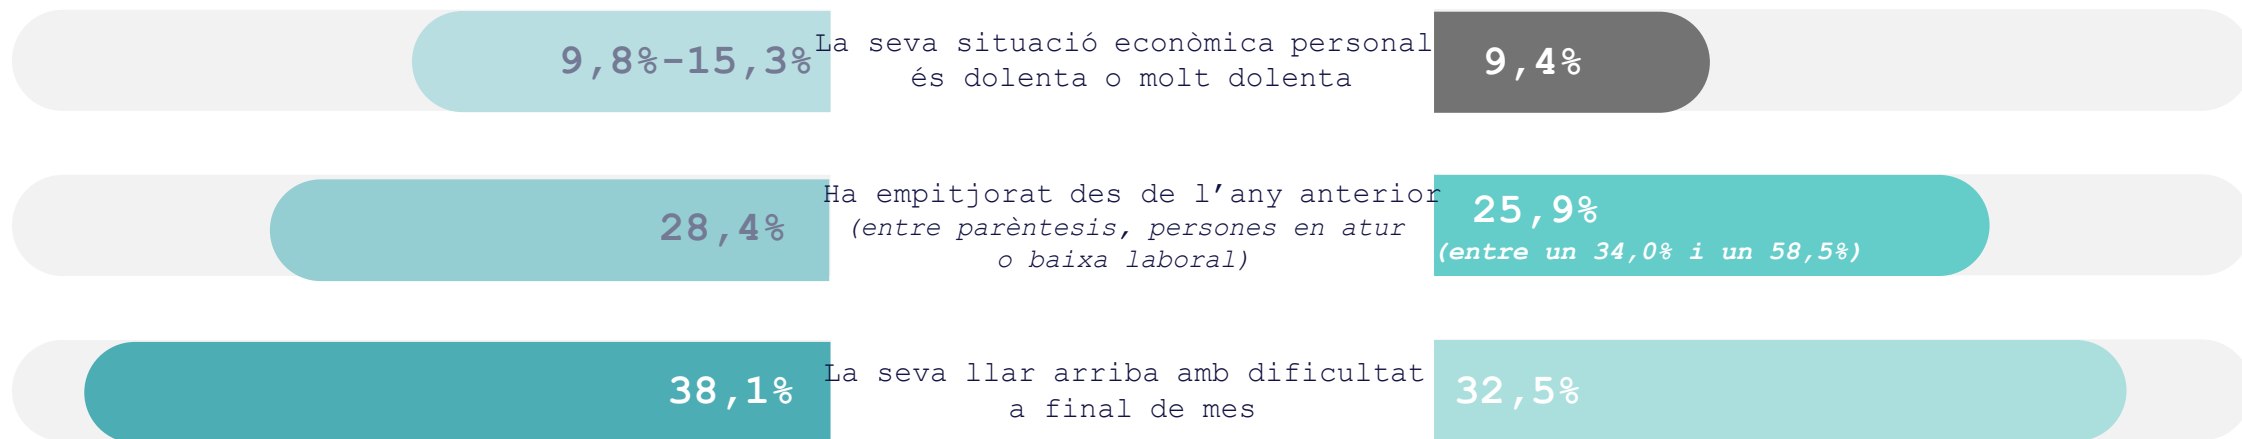 9,8%-15,3%
La seva situació econòmica personal
és dolenta o molt dolenta
9,4%
28,4%
Ha empitjorat des de l’any anterior
(entre parèntesis, persones en atur
o baixa laboral)
25,9%
(entre un 34,0% i un 58,5%)
38,1%
La seva llar arriba amb dificultat
a final de mes
32,5%